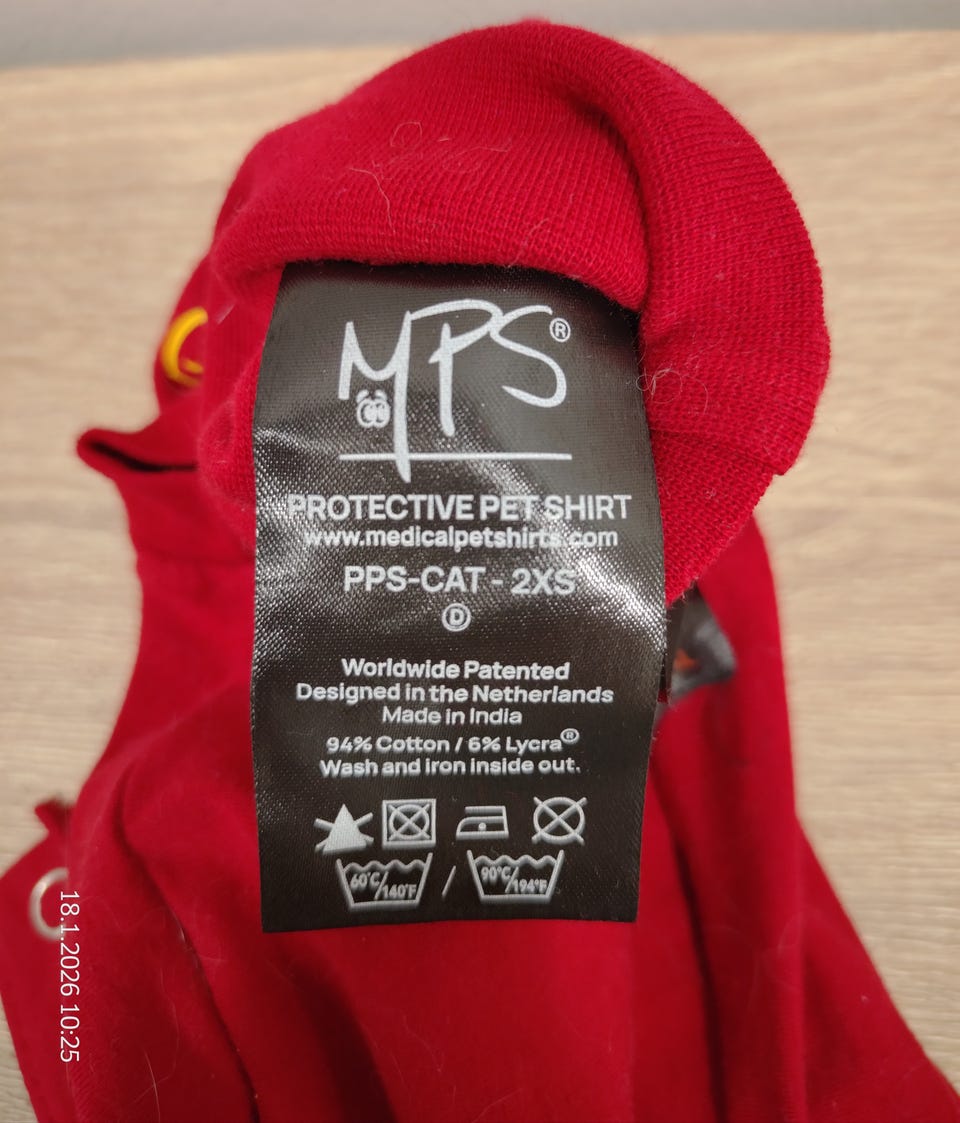 MPS®
PROTECTIVE PET SHIRT
www.medicalpetshirts.com
PPS-CAT - 2XS
D
Worldwide Patented
Designed in the Netherlands
Made in India
94% Cotton / 6% Lycra®
Wash and iron inside out.
60°C/140°F / 90°C/194°F
18.1.2026 10:25